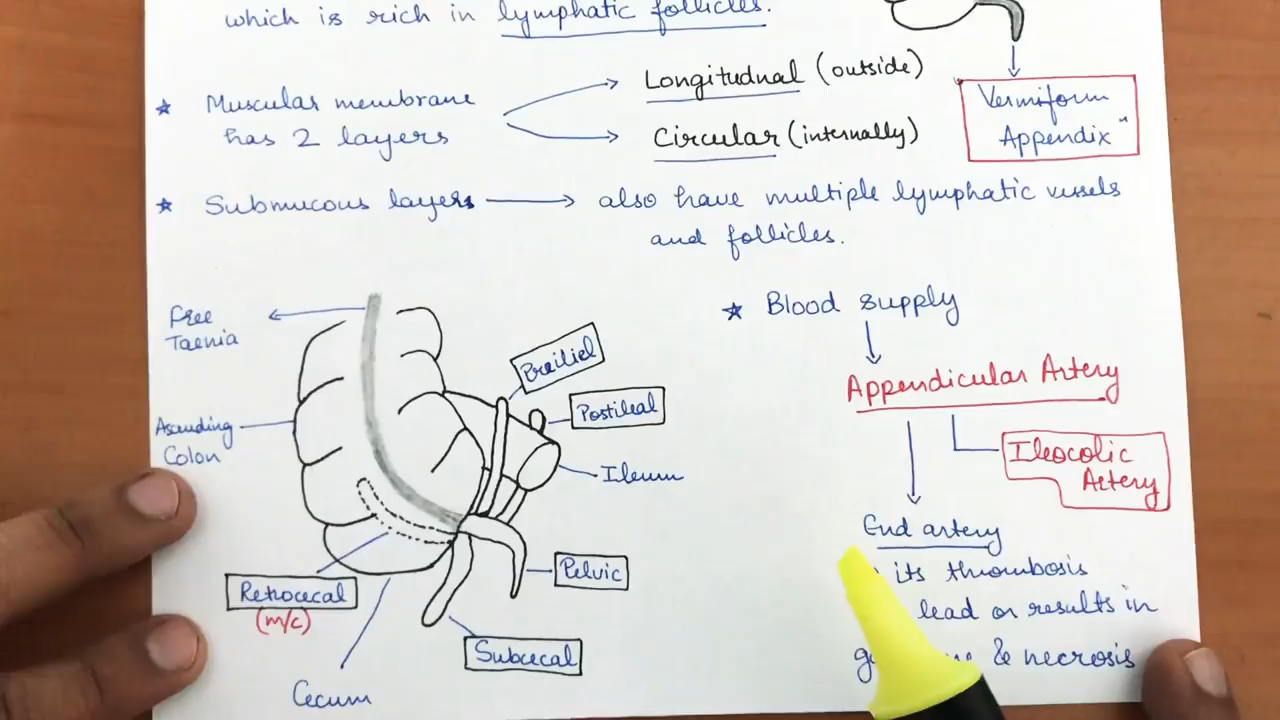 which is rich in lymphatic follicles.
★ Muscular membrane has 2 layers
Longitudnal (outside)
Circular (internally)
Vermiform
Appendix"
★ Submucous layers → also have multiple lymphatic vessels
and follicles.
Free
Taenia
Ascending
Colon
Preilial
Postileal
Ileum
Pelvic
Subcecal
Retrocecal
(m/c)
Cecum
★ Blood supply
Appendicular Artery
Ileocolic
Artery
End artery
its thrombosis
lead or results in
& necrosis